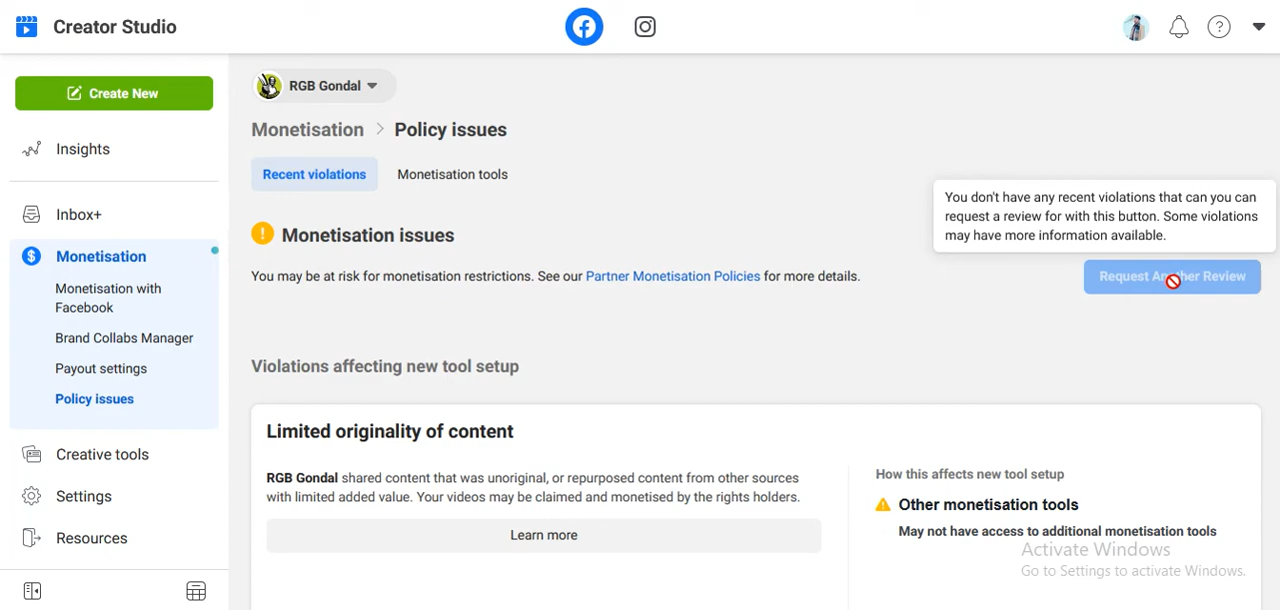 Creator Studio
Create New
Insights
Inbox+
Monetisation
Monetisation with
Facebook
Brand Collabs Manager
Payout settings
Policy issues
Creative tools
Settings
Resources
RGB Gondal
Monetisation > Policy issues
Recent violations
Monetisation tools
You don't have any recent violations that can you can
request a review for with this button. Some violations
may have more information available.
! Monetisation issues
You may be at risk for monetisation restrictions. See our Partner Monetisation Policies for more details.
Request Another Review
Violations affecting new tool setup
Limited originality of content
RGB Gondal shared content that was unoriginal, or repurposed content from other sources
with limited added value. Your videos may be claimed and monetised by the rights holders.
Learn more
How this affects new tool setup
Other monetisation tools
May not have access to additional monetisation tools
Activate Windows
Go to Settings to activate Windows.